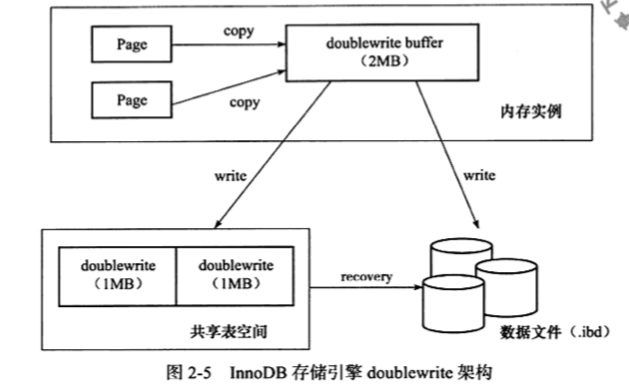 Page
copy
doublewrite buffer
（2MB）
Page
copy
内存实例
write
write
doublewrite
（1MB）
doublewrite
（1MB）
recovery
共享表空间
数据文件（.ibd）
图 2-5 InnoDB 存储引擎 doublewrite 架构